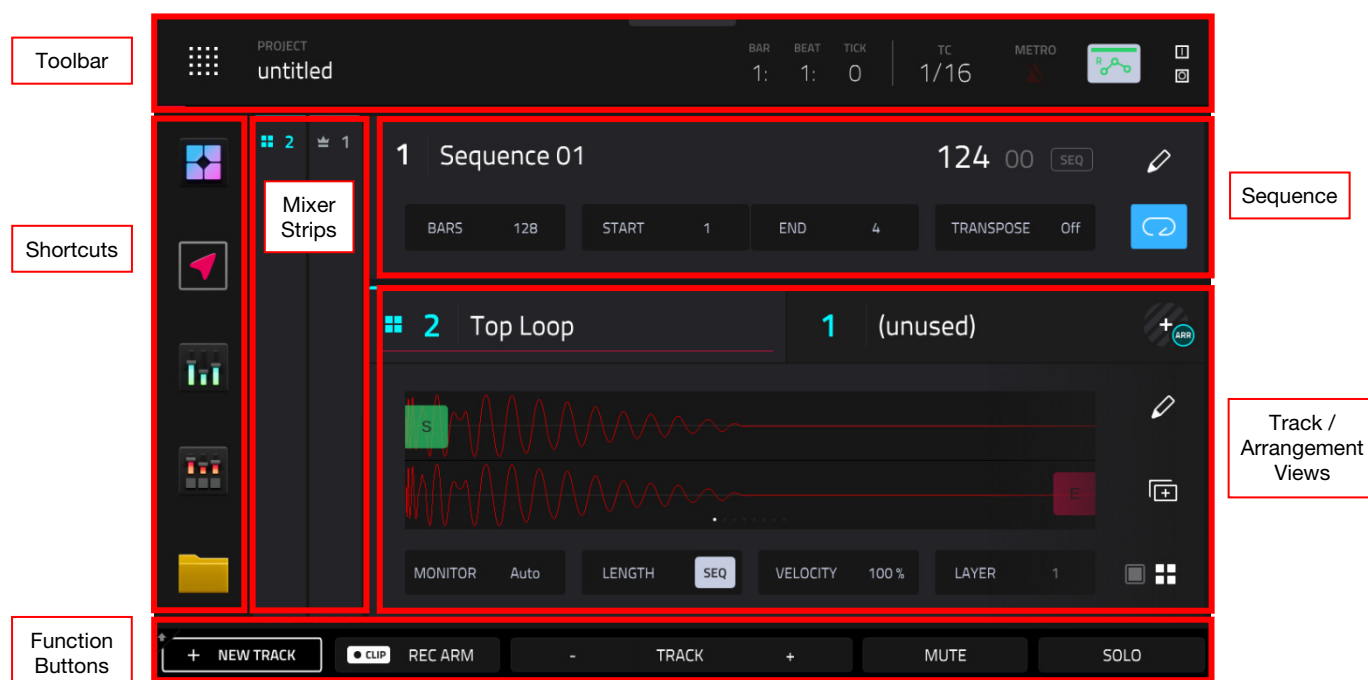 Toolbar
PROJECT
untitled
BAR BEAT TICK
1: 1: 0
TC
1/16
METRO
R
Shortcuts
2 1
Mixer
Strips
1 Sequence 01
124 00 SEQ
BARS 128 START 1 END 4 TRANSPOSE Off
Sequence
2 Top Loop
1 (unused)
+ ARR
S
E
MONITOR Auto LENGTH SEQ VELOCITY 100 % LAYER 1
Track /
Arrangement
Views
Function
Buttons
+ NEW TRACK CLIP REC ARM - TRACK + MUTE SOLO